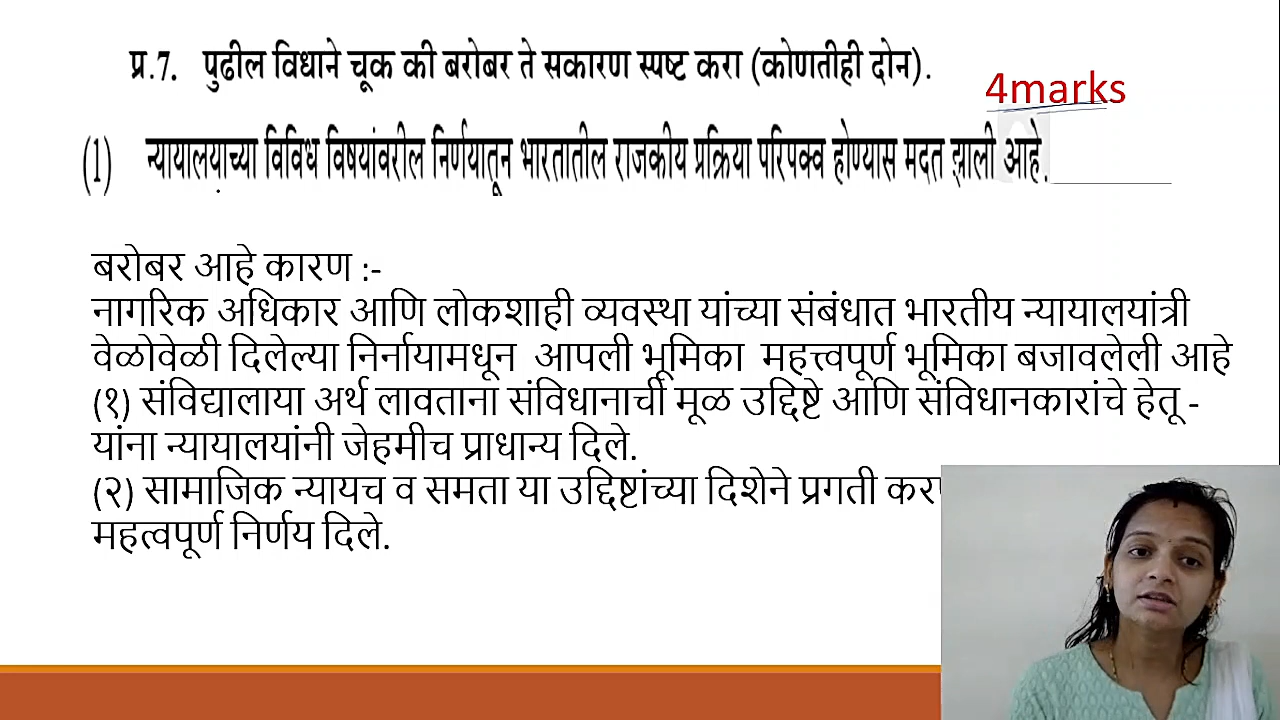 प्र.7. पुढील विधाने चूक की बरोबर ते सकारण स्पष्ट करा (कोणतीही दोन).
4marks
(1) न्यायालयाच्या विविध विषयांवरील निर्णयातून भारतातील राजकीय प्रक्रिया परिपक्व होण्यास मदत झाली आहे.
बरोबर आहे कारण :-
नागरिक अधिकार आणि लोकशाही व्यवस्था यांच्या संबंधात भारतीय न्यायालयांत्री
वेळोवेळी दिलेल्या निर्नायामधून आपली भूमिका महत्त्वपूर्ण भूमिका बजावलेली आहे
(१) संविद्यालाया अर्थ लावताना संविधानाची मूळ उद्दिष्टे आणि संविधानकारांचे हेतू -
यांना न्यायालयांनी जेहमीच प्राधान्य दिले.
(२) सामाजिक न्यायच व समता या उद्दिष्टांच्या दिशेने प्रगती
महत्वपूर्ण निर्णय दिले.